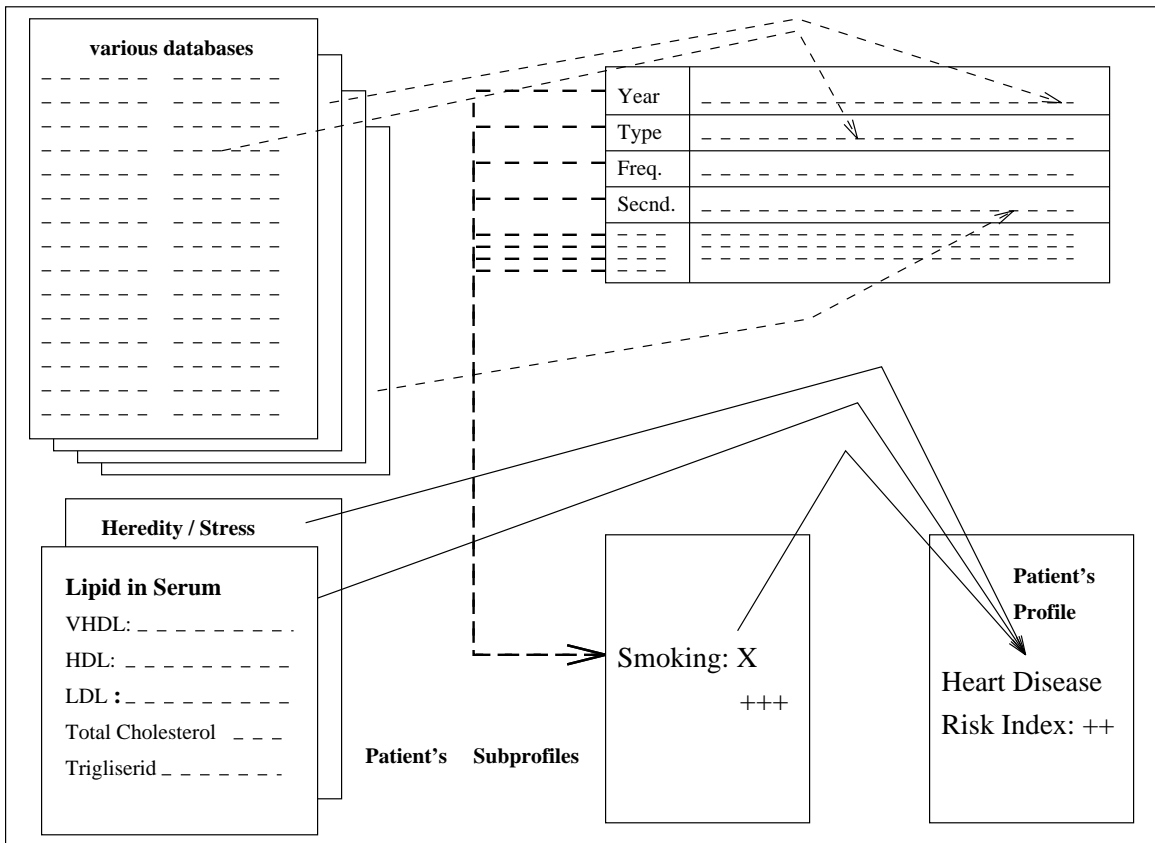 various databases
Year
Type
Freq.
Secnd.
Heredity / Stress
Lipid in Serum
VHDL:
HDL:
LDL :
Total Cholesterol
Trigliserid
Patient's Subprofiles
Smoking: X
+++
Patient's
Profile
Heart Disease
Risk Index: ++